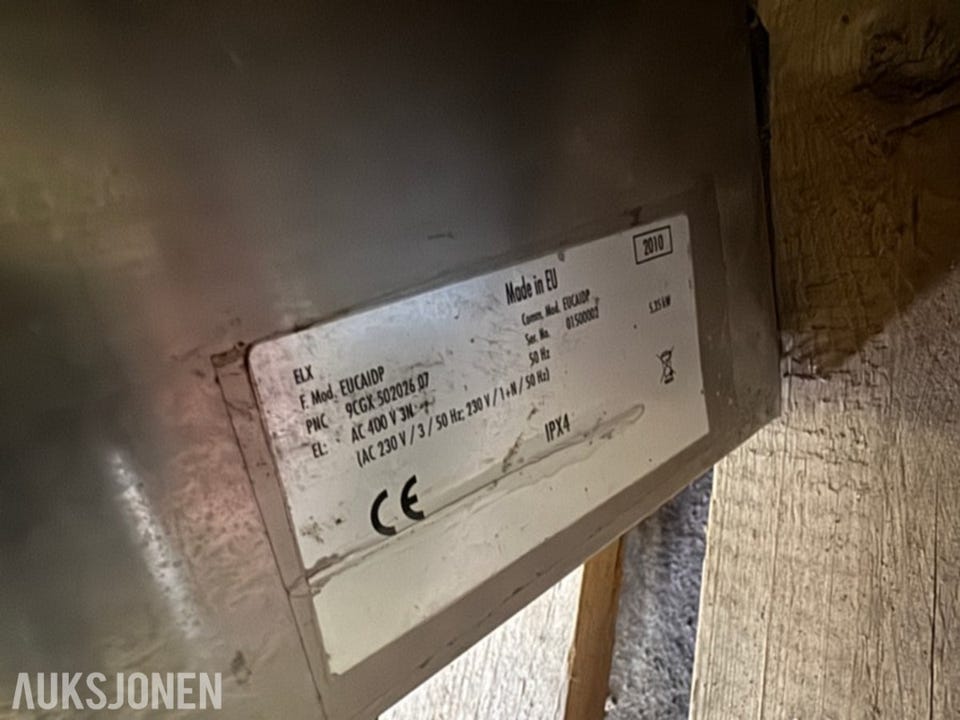 2010
Made in EU
ELX
F. Mod. EUCAIDP Comm. Mod. EUCAIDP
PNC 9CGX 502026 07 Ser. No. 01500002
EL: AC 400 V 3N 50 Hz 5.35 kW
(AC 230 V / 3 / 50 Hz; 230 V / 1+N / 50 Hz)
IPX4
CE
AUKSJONEN